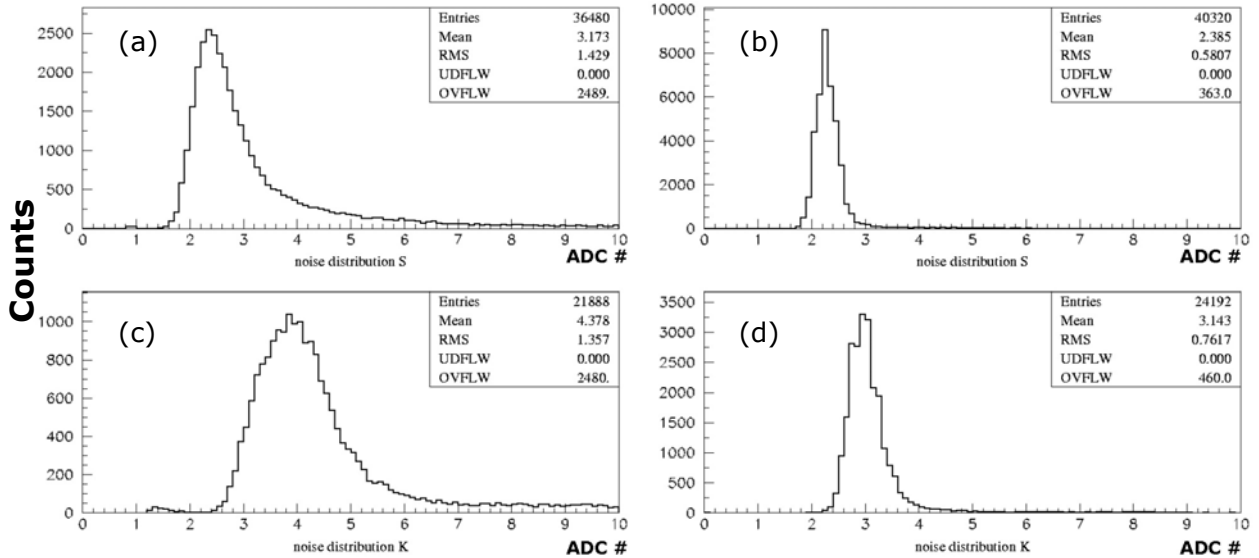 Counts
(a)
Entries 36480
Mean 3.173
RMS 1.429
UDFLW 0.000
OVFLW 2489.
2500
2000
1500
1000
500
0
0 1 2 3 4 5 6 7 8 9 10
noise distribution S ADC #
(b)
Entries 40320
Mean 2.385
RMS 0.5807
UDFLW 0.000
OVFLW 363.0
10000
8000
6000
4000
2000
0
0 1 2 3 4 5 6 7 8 9 10
noise distribution S ADC #
(c)
Entries 21888
Mean 4.378
RMS 1.357
UDFLW 0.000
OVFLW 2480.
1000
800
600
400
200
0
0 1 2 3 4 5 6 7 8 9 10
noise distribution K ADC #
(d)
Entries 24192
Mean 3.143
RMS 0.7617
UDFLW 0.000
OVFLW 460.0
3500
3000
2500
2000
1500
1000
500
0
0 1 2 3 4 5 6 7 8 9 10
noise distribution K ADC #